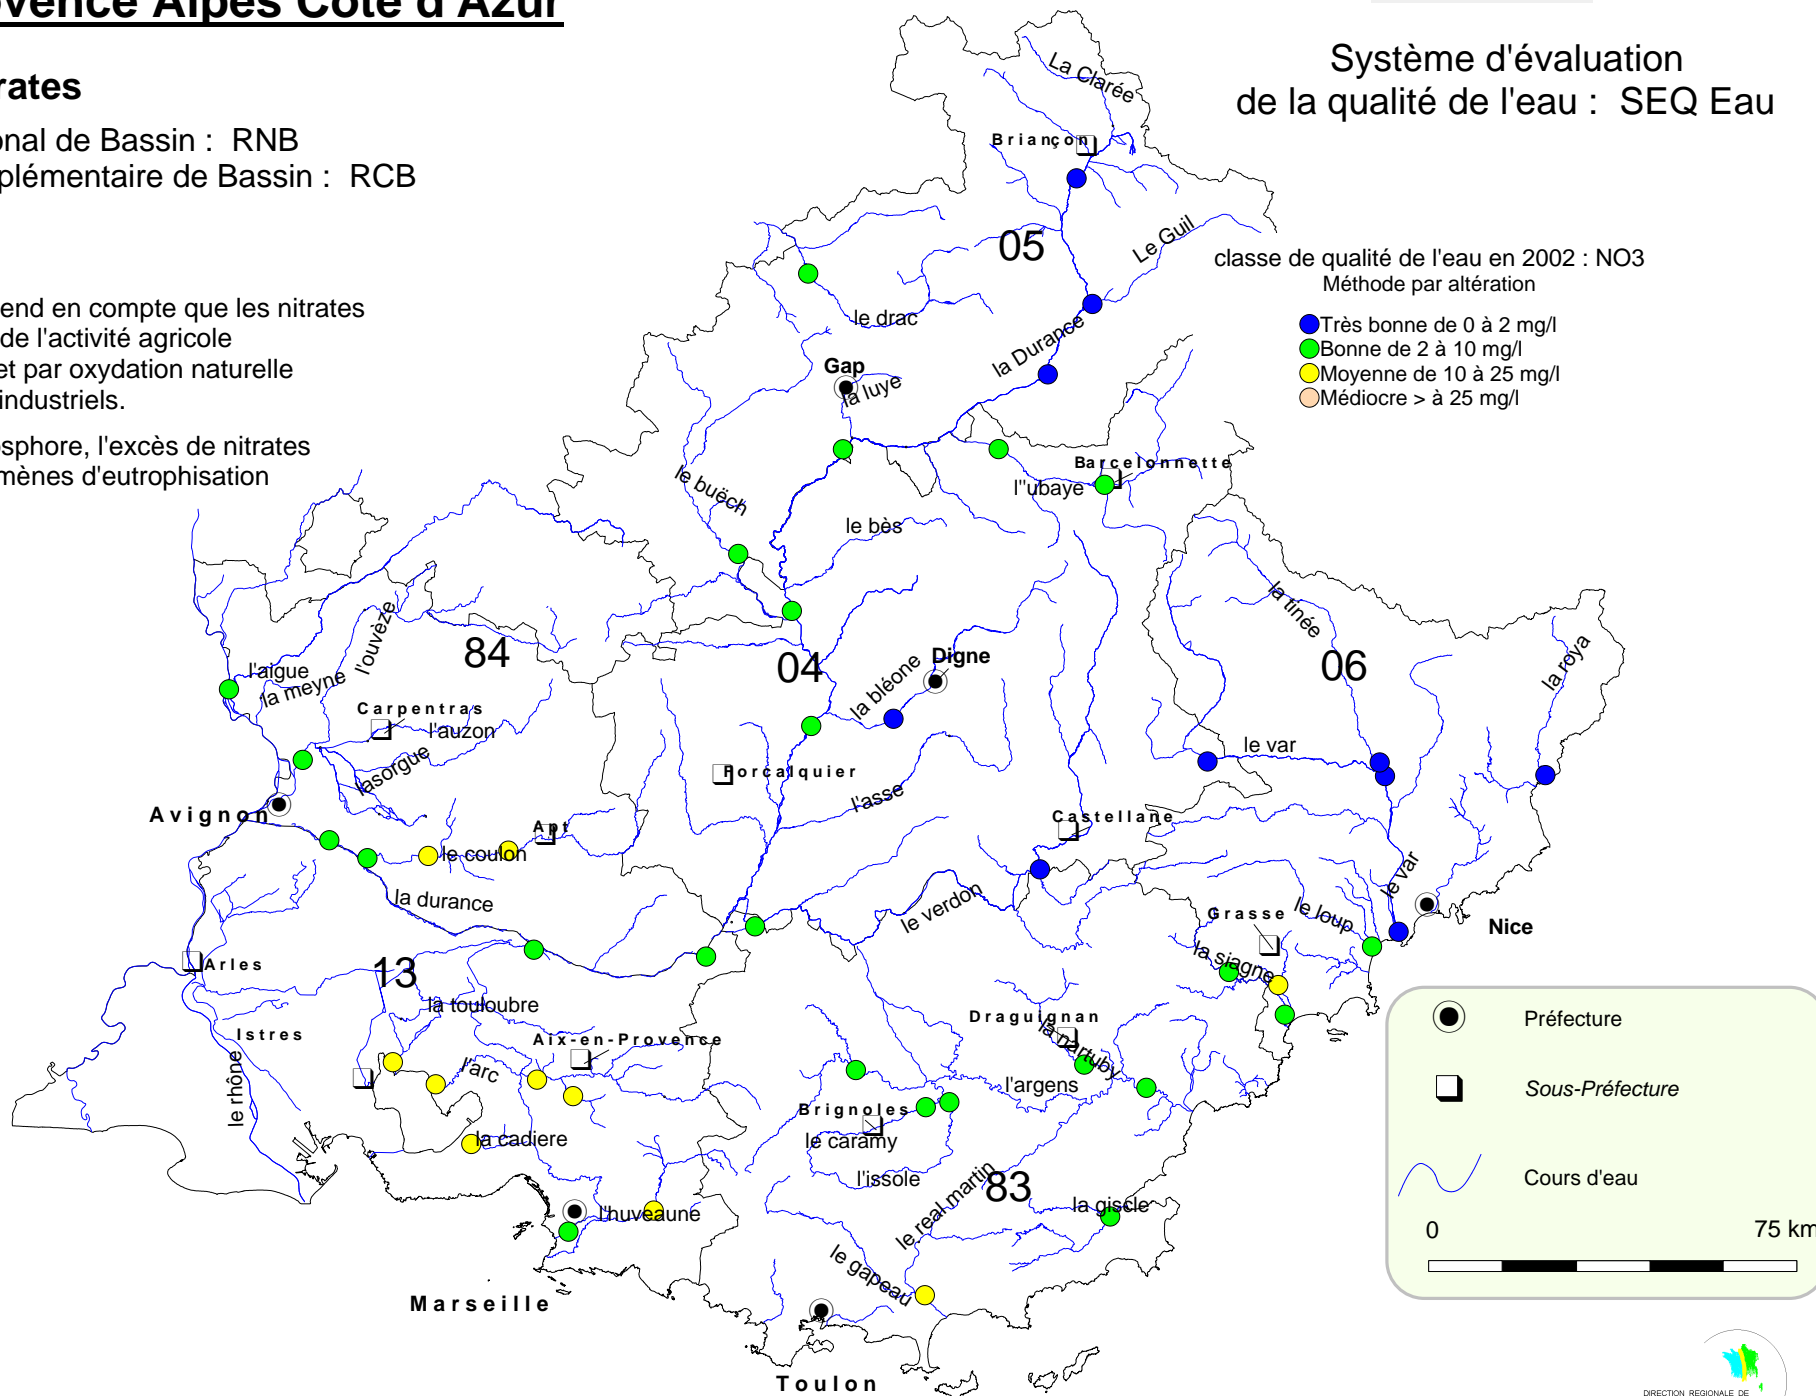 ovence Alpes Côte d'Azur
rates
onal de Bassin : RNB
plémentaire de Bassin : RCB
end en compte que les nitrates
de l'activité agricole
et par oxydation naturelle
industriels.
osphore, l'excès de nitrates
mènes d'eutrophisation
Système d'évaluation
de la qualité de l'eau : SEQ Eau
classe de qualité de l'eau en 2002 : NO3
Méthode par altération
Très bonne de 0 à 2 mg/l
Bonne de 2 à 10 mg/l
Moyenne de 10 à 25 mg/l
Médiocre > à 25 mg/l
La Clarée
Briançon
05
Le Guil
le drac
la Durance
Gap
la luye
Barcelonnette
l''ubaye
le buëch
le bès
la tinée
l'ouvèze
84
04
Digne
06
la roya
l'aigue
la meyne
la bléone
Carpentras
l'auzon
lasorgue
le var
Forcalquier
l'asse
Avignon
Apt
Castellane
le coulon
la durance
le verdon
le var
Grasse
le loup
Nice
la siagne
Arles
13
la touloubre
Draguignan
la nartuby
Istres
Aix-en-Provence
l'arc
l'argens
le rhône
Brignoles
la cadiere
le caramy
l'issole
le real martin
83
la giscle
l'huveaune
le gapeau
Marseille
Toulon
Préfecture
Sous-Préfecture
Cours d'eau
0 75 km
DIRECTION REGIONALE DE